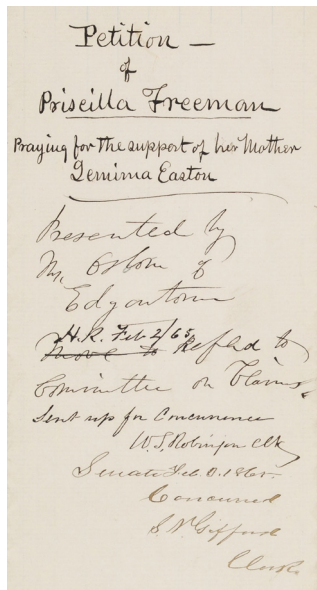 Petition —
of
Priscilla Freeman
Praying for the support of her Mother
Jemima Easton
Presented by
Mr. Osborn of
Edgartown
H.R. Feb 2/65
Move to Refd to
Committee on Claims.
Sent up for Concurrence
W.S. Robinson Clk
Senate Feb. 1865.
Concurred
S.N. Gifford
Clerk